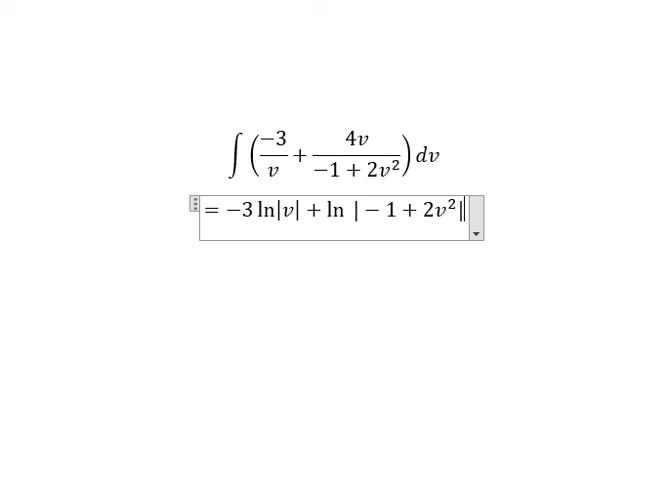 ∫(−3/v + 4v/(−1 + 2v²)) dv
= −3 ln|v| + ln |− 1 + 2v²|